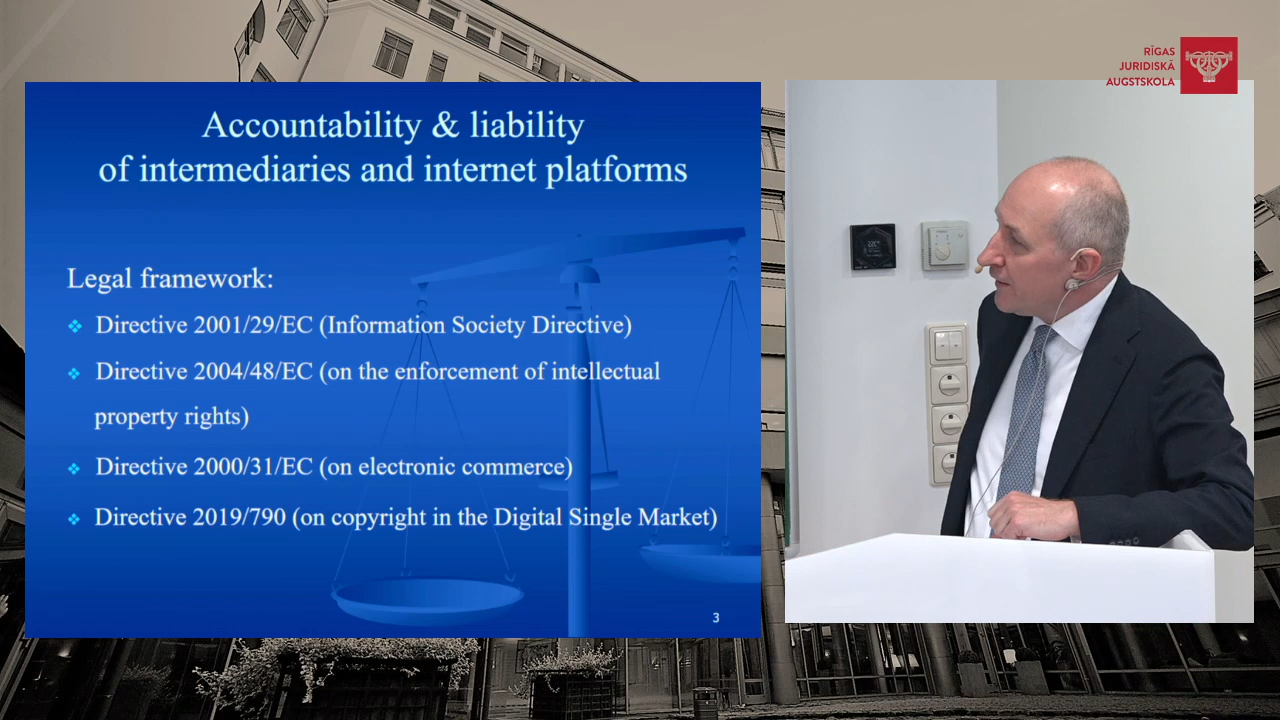 RĪGAS
JURIDISKĀ
AUGSTSKOLA
Accountability & liability
of intermediaries and internet platforms
Legal framework:
Directive 2001/29/EC (Information Society Directive)
Directive 2004/48/EC (on the enforcement of intellectual
property rights)
Directive 2000/31/EC (on electronic commerce)
Directive 2019/790 (on copyright in the Digital Single Market)
3